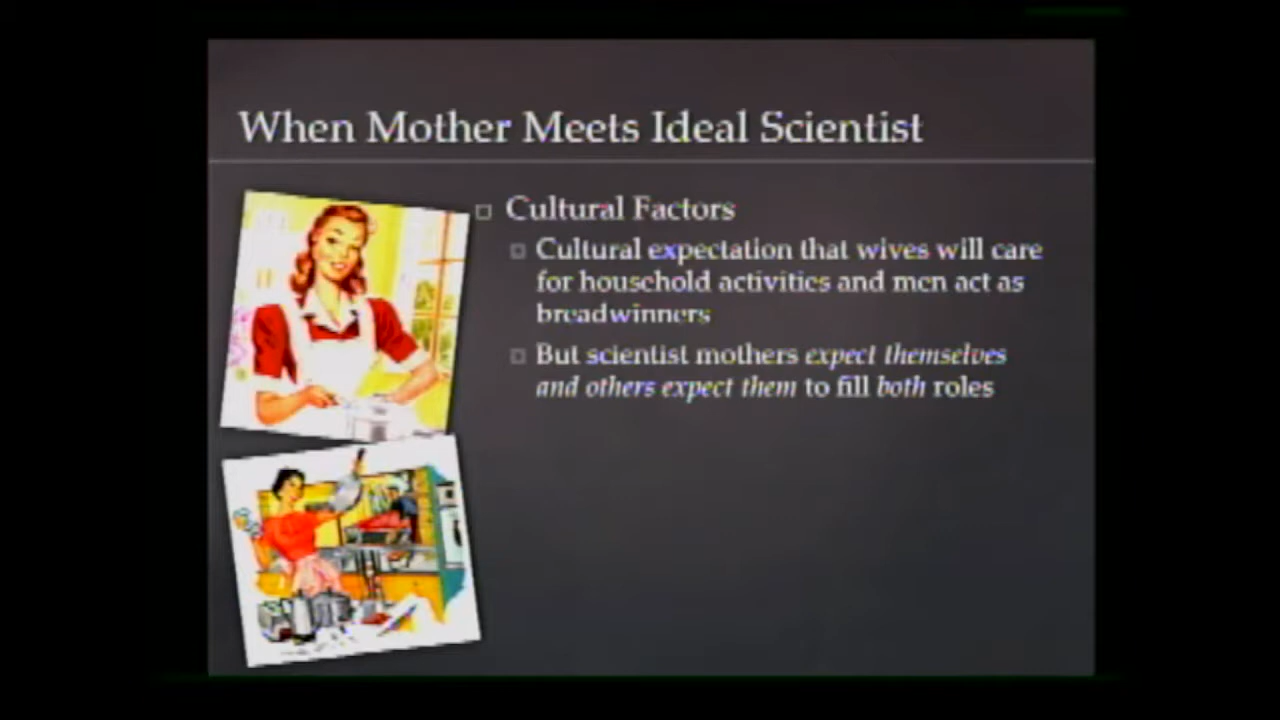 When Mother Meets Ideal Scientist
Cultural Factors
Cultural expectation that wives will care
for household activities and men act as
breadwinners
But scientist mothers expect themselves
and others expect them to fill both roles